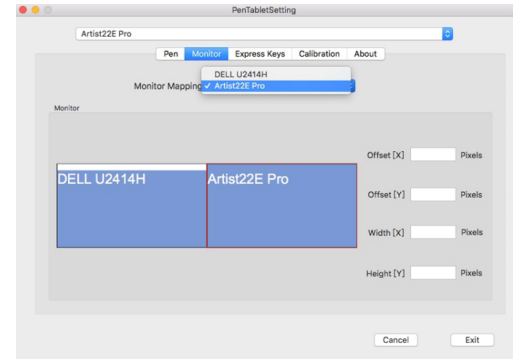 PenTabletSetting
Artist22E Pro
Pen Monitor Express Keys Calibration About
DELL U2414H
Monitor Mapping ✓ Artist22E Pro
Monitor
Offset [X] Pixels
DELL U2414H Artist22E Pro
Offset [Y] Pixels
Width [X] Pixels
Height [Y] Pixels
Cancel Exit